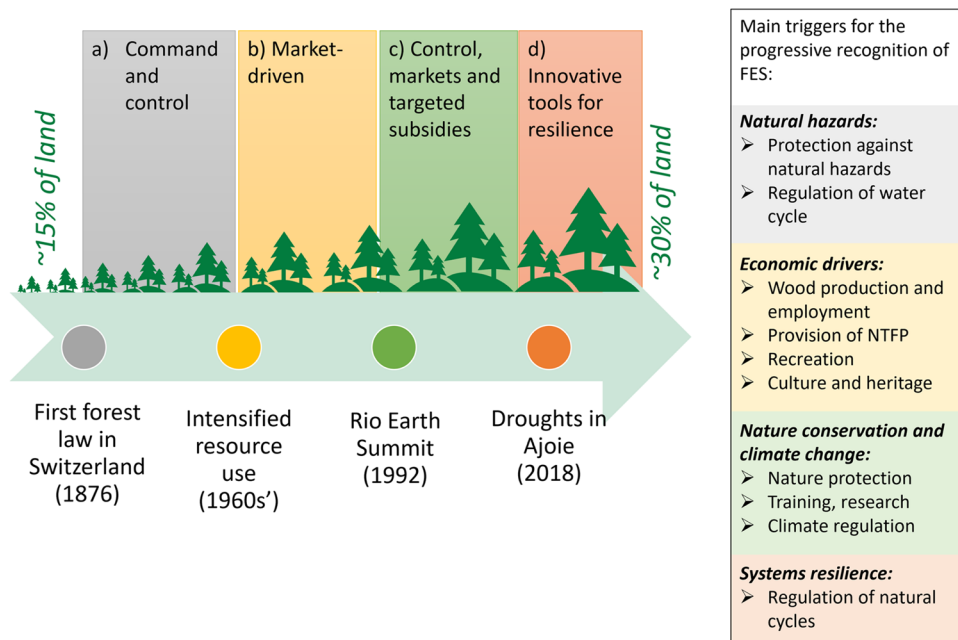 a) Command
and
control
b) Market-
driven
c) Control,
markets and
targeted
subsidies
d)
Innovative
tools for
resilience
~15% of land
~30% of land
First forest
law in
Switzerland
(1876)
Intensified
resource
use
(1960s’)
Rio Earth
Summit
(1992)
Droughts in
Ajoie
(2018)
Main triggers for the
progressive recognition of
FES:
Natural hazards:
➢ Protection against
natural hazards
➢ Regulation of water
cycle
Economic drivers:
➢ Wood production and
employment
➢ Provision of NTFP
➢ Recreation
➢ Culture and heritage
Nature conservation and
climate change:
➢ Nature protection
➢ Training, research
➢ Climate regulation
Systems resilience:
➢ Regulation of natural
cycles